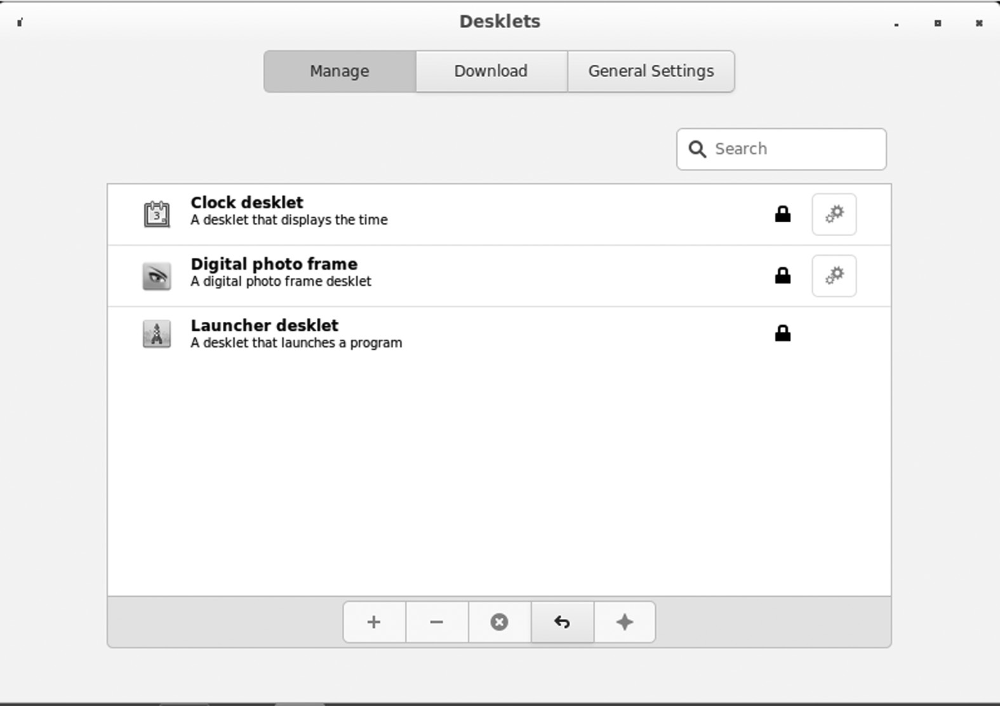 Desklets
Manage
Download
General Settings
Search
Clock desklet
A desklet that displays the time
3
Digital photo frame
A digital photo frame desklet
Launcher desklet
A desklet that launches a program